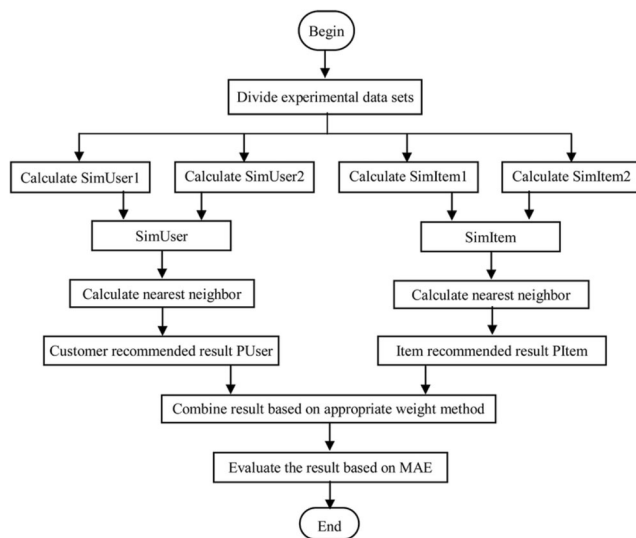 Begin
Divide experimental data sets
Calculate SimUser1
Calculate SimUser2
Calculate SimItem1
Calculate SimItem2
SimUser
SimItem
Calculate nearest neighbor
Calculate nearest neighbor
Customer recommended result PUser
Item recommended result PItem
Combine result based on appropriate weight method
Evaluate the result based on MAE
End